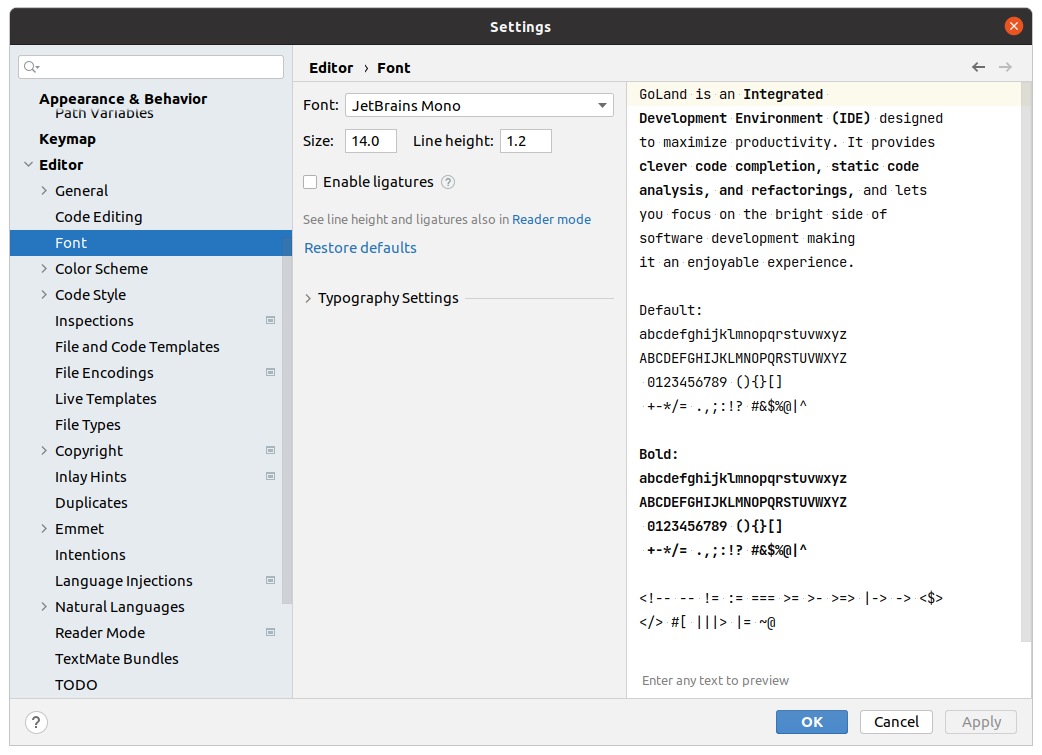 Settings
Appearance & Behavior
Path Variables
Keymap
Editor
General
Code Editing
Font
Color Scheme
Code Style
Inspections
File and Code Templates
File Encodings
Live Templates
File Types
Copyright
Inlay Hints
Duplicates
Emmet
Intentions
Language Injections
Natural Languages
Reader Mode
TextMate Bundles
TODO
Editor › Font
Font: JetBrains Mono
Size: 14.0 Line height: 1.2
Enable ligatures ?
See line height and ligatures also in Reader mode
Restore defaults
Typography Settings
GoLand is an Integrated
Development Environment (IDE) designed
to maximize productivity. It provides
clever code completion, static code
analysis, and refactorings, and lets
you focus on the bright side of
software development making
it an enjoyable experience.
Default:
abcdefghijklmnopqrstuvwxyz
ABCDEFGHIJKLMNOPQRSTUVWXYZ
0123456789 (){}[]
+-*/= .,;:!? #&$%@|^
Bold:
abcdefghijklmnopqrstuvwxyz
ABCDEFGHIJKLMNOPQRSTUVWXYZ
0123456789 (){}[]
+-*/= .,;:!? #&$%@|^
<!-- -- != := === >= >- >=> |-> -> <$>
</> #[ |||> |= ~@
Enter any text to preview
? OK Cancel Apply